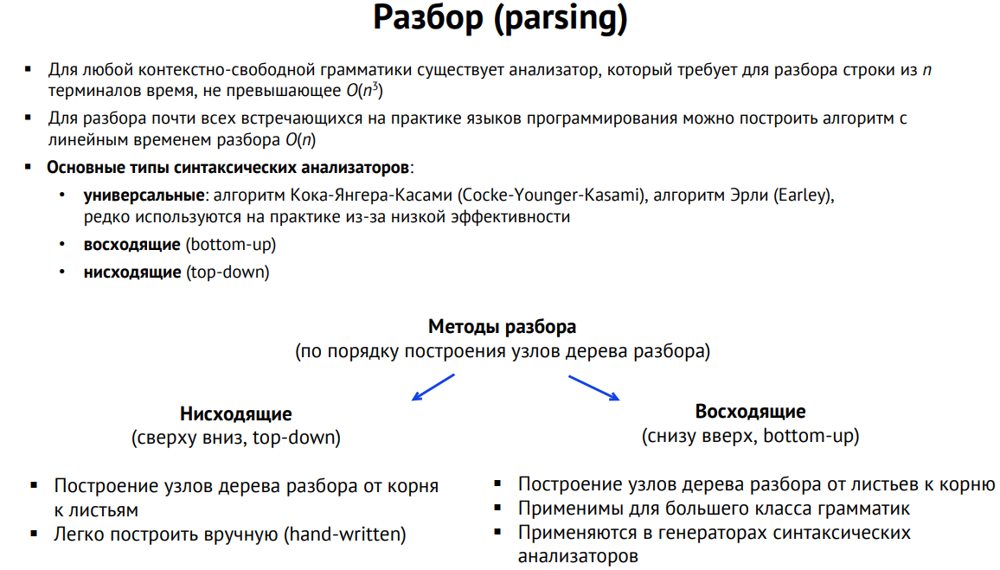 Разбор (parsing)
▪ Для любой контекстно-свободной грамматики существует анализатор, который требует для разбора строки из n
терминалов время, не превышающее O(n³)
▪ Для разбора почти всех встречающихся на практике языков программирования можно построить алгоритм с
линейным временем разбора O(n)
▪ Основные типы синтаксических анализаторов:
• универсальные: алгоритм Кока-Янгера-Касами (Cocke-Younger-Kasami), алгоритм Эрли (Earley),
редко используются на практике из-за низкой эффективности
• восходящие (bottom-up)
• нисходящие (top-down)
Методы разбора
(по порядку построения узлов дерева разбора)
Нисходящие
(сверху вниз, top-down)
▪ Построение узлов дерева разбора от корня
к листьям
▪ Легко построить вручную (hand-written)
Восходящие
(снизу вверх, bottom-up)
▪ Построение узлов дерева разбора от листьев к корню
▪ Применимы для большего класса грамматик
▪ Применяются в генераторах синтаксических
анализаторов